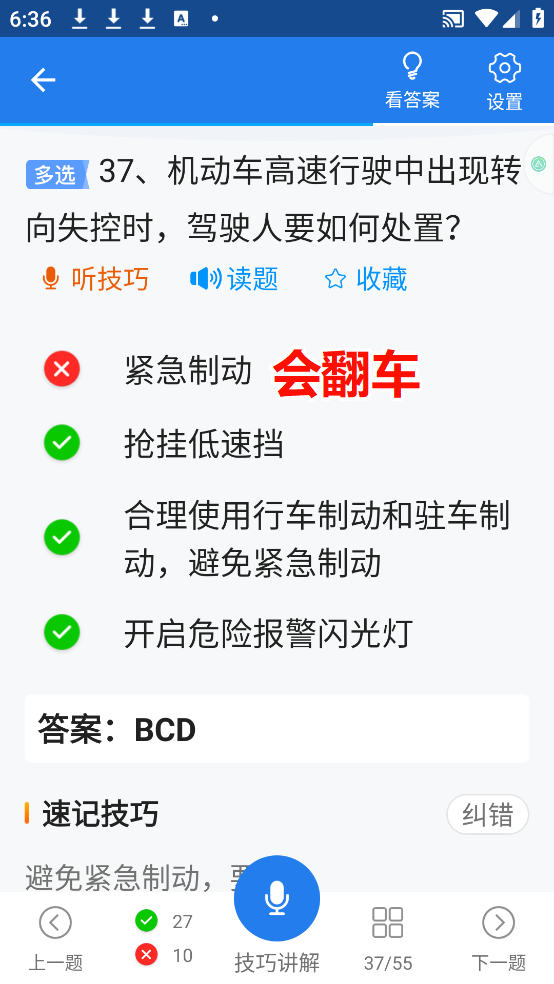 6:36
看答案
设置
多选 37、机动车高速行驶中出现转
向失控时，驾驶人要如何处置？
听技巧 读题 收藏
紧急制动 会翻车
抢挂低速挡
合理使用行车制动和驻车制
动，避免紧急制动
开启危险报警闪光灯
答案：BCD
速记技巧 纠错
避免紧急制动，
27
10
上一题 技巧讲解 37/55 下一题